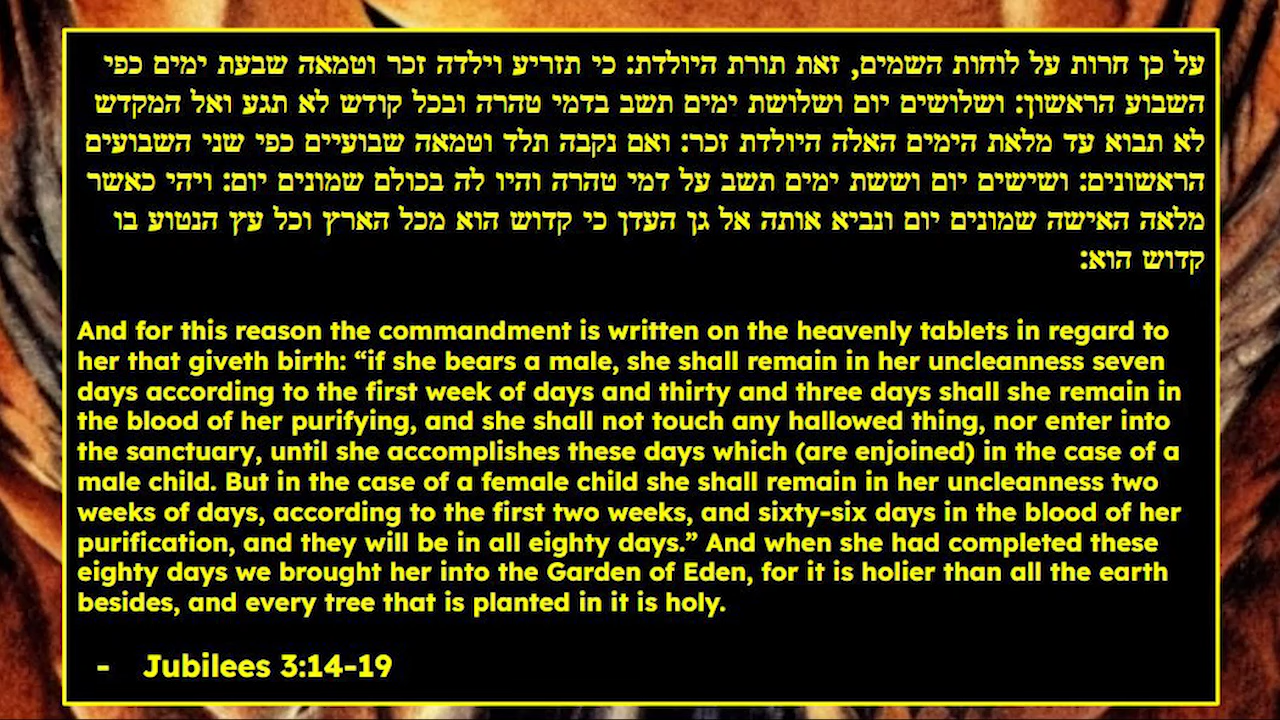 על כן חרות על לוחות השמים, זאת תורת היולדת: כי תזריע וילדה זכר וטמאה שבעת ימים כפי
השבוע הראשון: ושלושים יום ושלושת ימים תשב בדמי טהרה ובכל קודש לא תגע ואל המקדש
לא תבוא עד מלאת הימים האלה היולדת זכר: ואם נקבה תלד וטמאה שבועיים כפי שני השבועים
הראשונים: ושישים יום וששת ימים תשב על דמי טהרה והיו לה בכולם שמונים יום: ויהי כאשר
מלאה האישה שמונים יום ונביא אותה אל גן העדן כי קדוש הוא מכל הארץ וכל עץ הנטוע בו
קדוש הוא:
And for this reason the commandment is written on the heavenly tablets in regard to
her that giveth birth: “if she bears a male, she shall remain in her uncleanness seven
days according to the first week of days and thirty and three days shall she remain in
the blood of her purifying, and she shall not touch any hallowed thing, nor enter into
the sanctuary, until she accomplishes these days which (are enjoined) in the case of a
male child. But in the case of a female child she shall remain in her uncleanness two
weeks of days, according to the first two weeks, and sixty-six days in the blood of her
purification, and they will be in all eighty days.” And when she had completed these
eighty days we brought her into the Garden of Eden, for it is holier than all the earth
besides, and every tree that is planted in it is holy.
- Jubilees 3:14-19